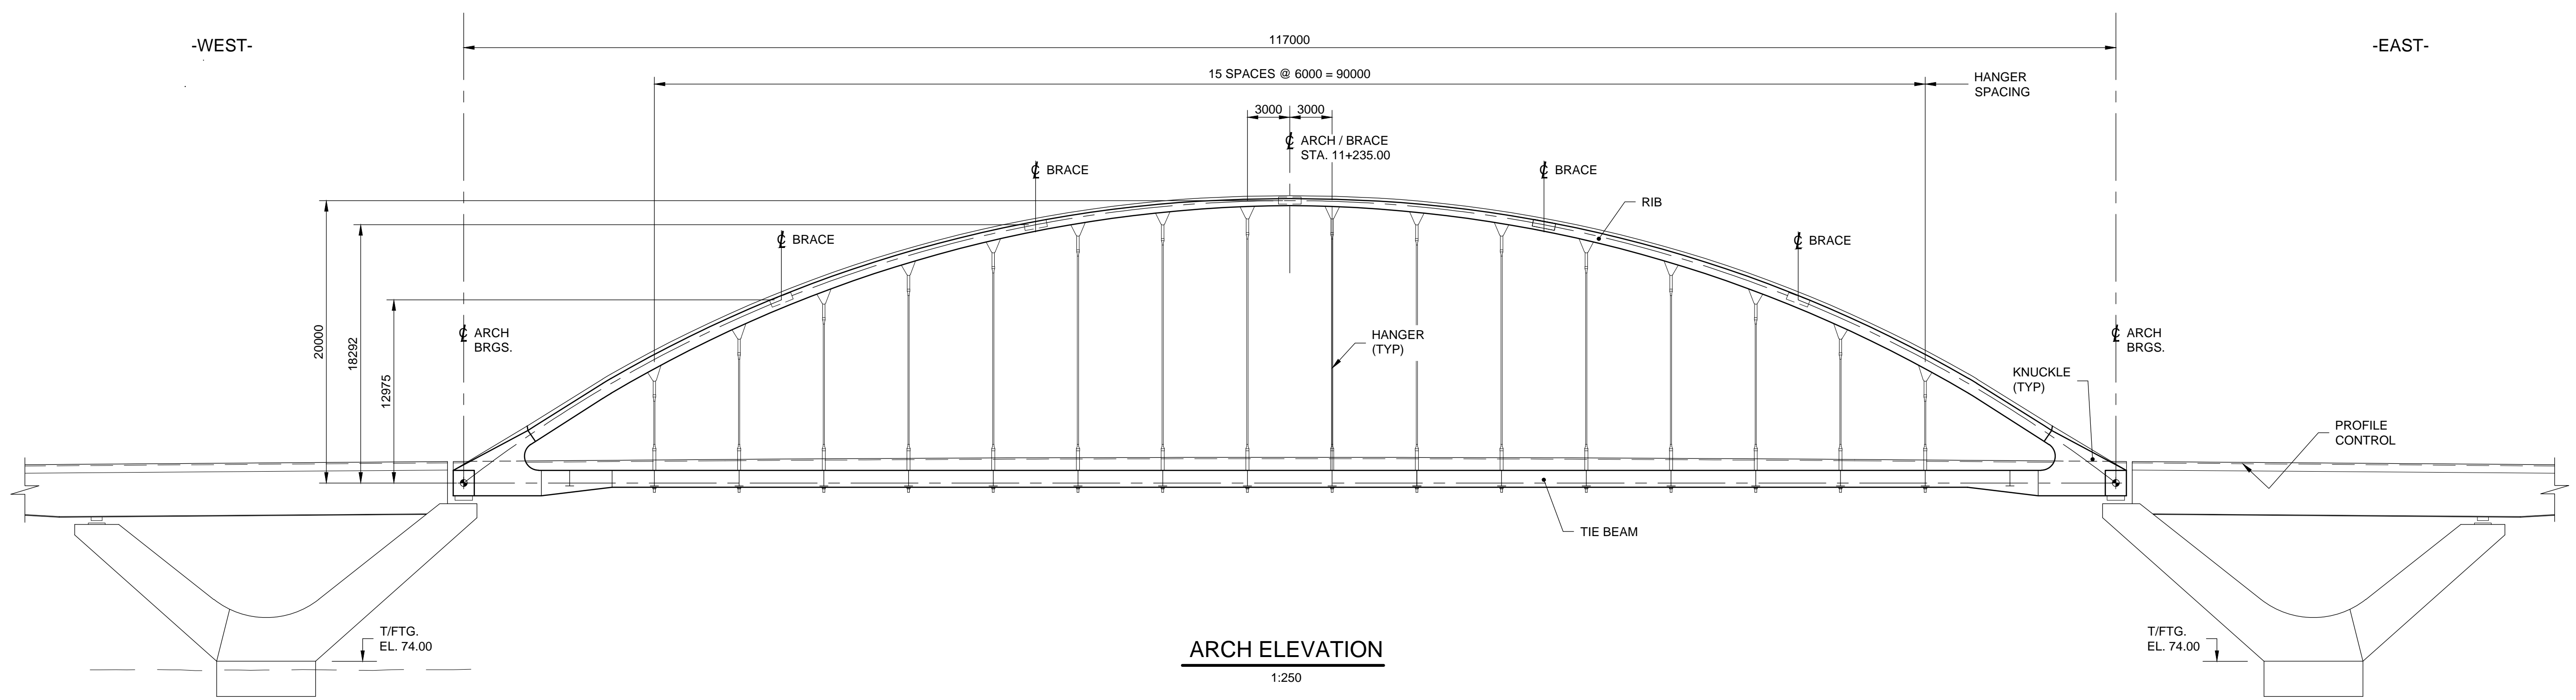 -WEST-
117000
-EAST-
15 SPACES @ 6000 = 90000
HANGER
SPACING
3000
3000
℄ ARCH / BRACE
STA. 11+235.00
℄ BRACE
℄ BRACE
RIB
℄ BRACE
℄ BRACE
20000
18292
12975
℄ ARCH
BRGS.
HANGER
(TYP)
℄ ARCH
BRGS.
KNUCKLE
(TYP)
PROFILE
CONTROL
TIE BEAM
T/FTG.
EL. 74.00
T/FTG.
EL. 74.00
ARCH ELEVATION
1:250